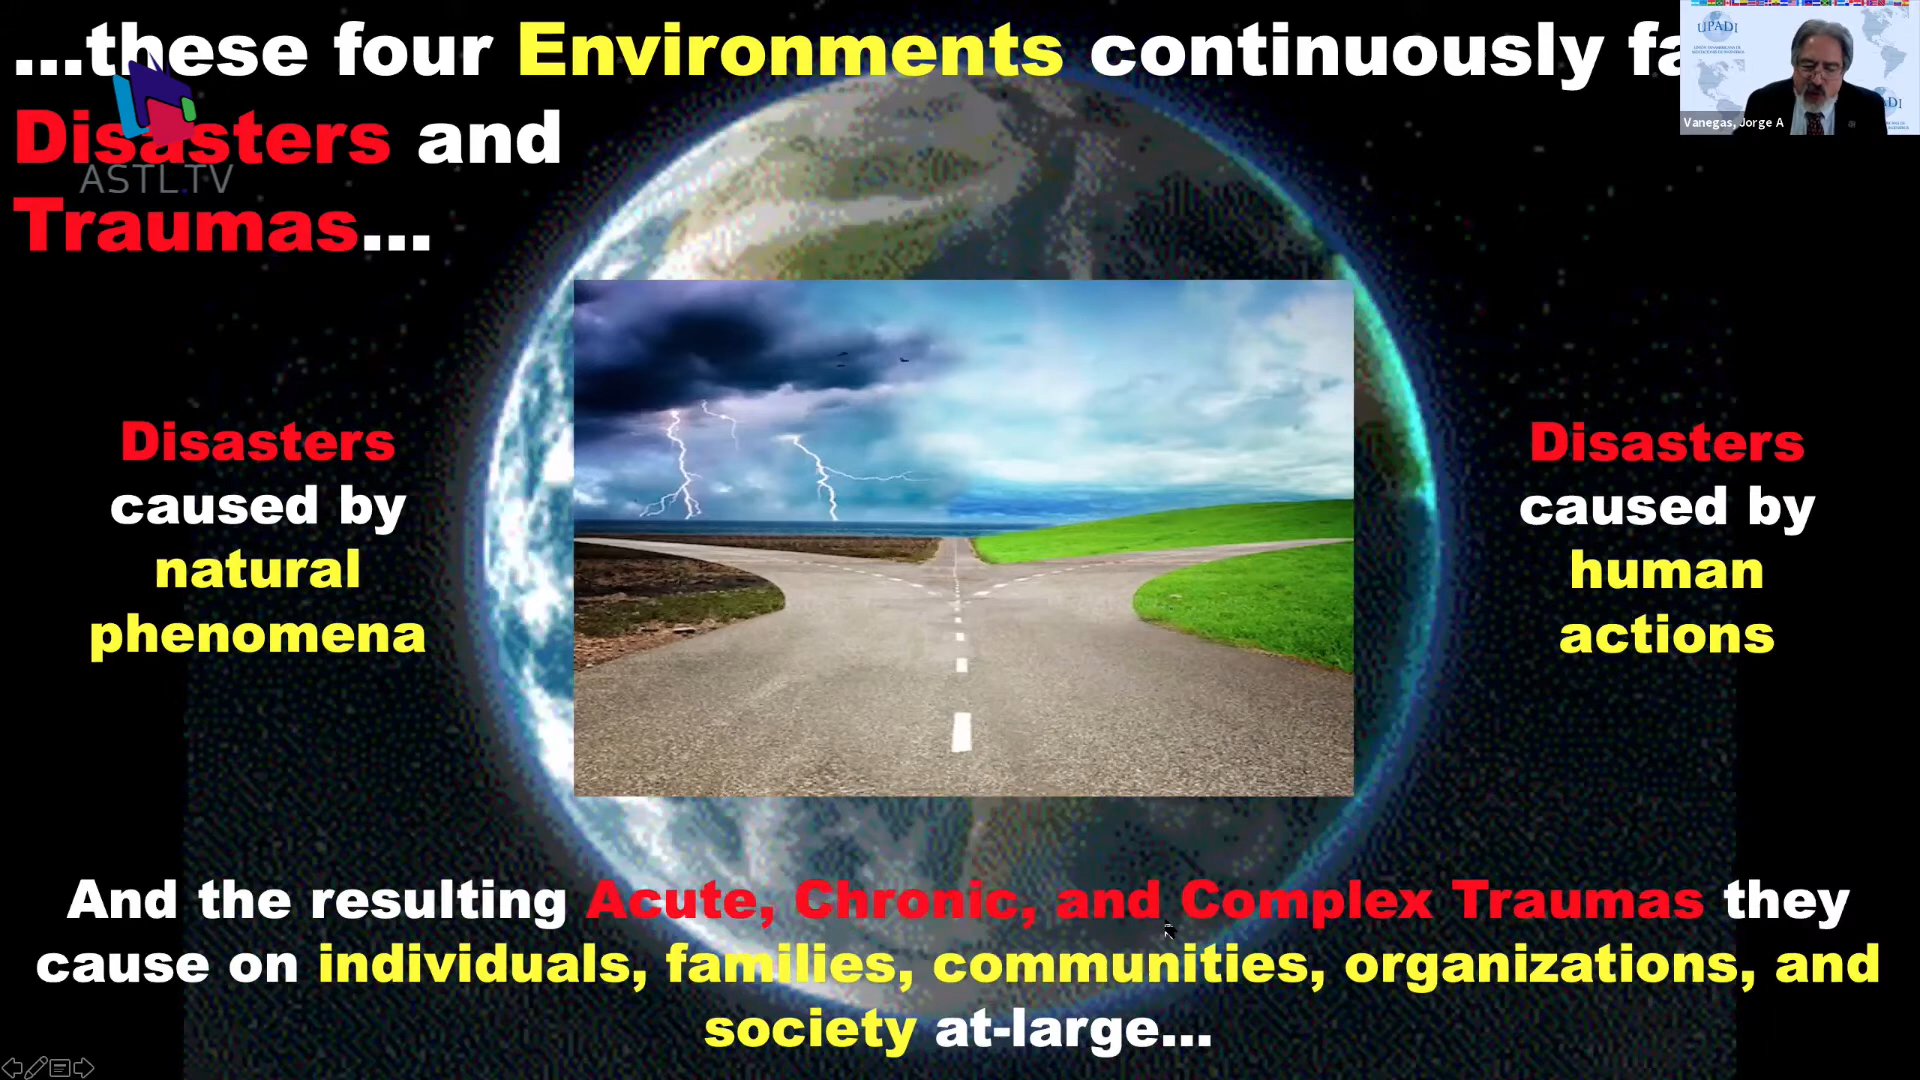 ...these four Environments continuously fa
Disasters and
Traumas...
ASTL.TV
UPADI
Vanegas, Jorge A
Disasters
caused by
natural
phenomena
Disasters
caused by
human
actions
And the resulting Acute, Chronic, and Complex Traumas they
cause on individuals, families, communities, organizations, and
society at-large...